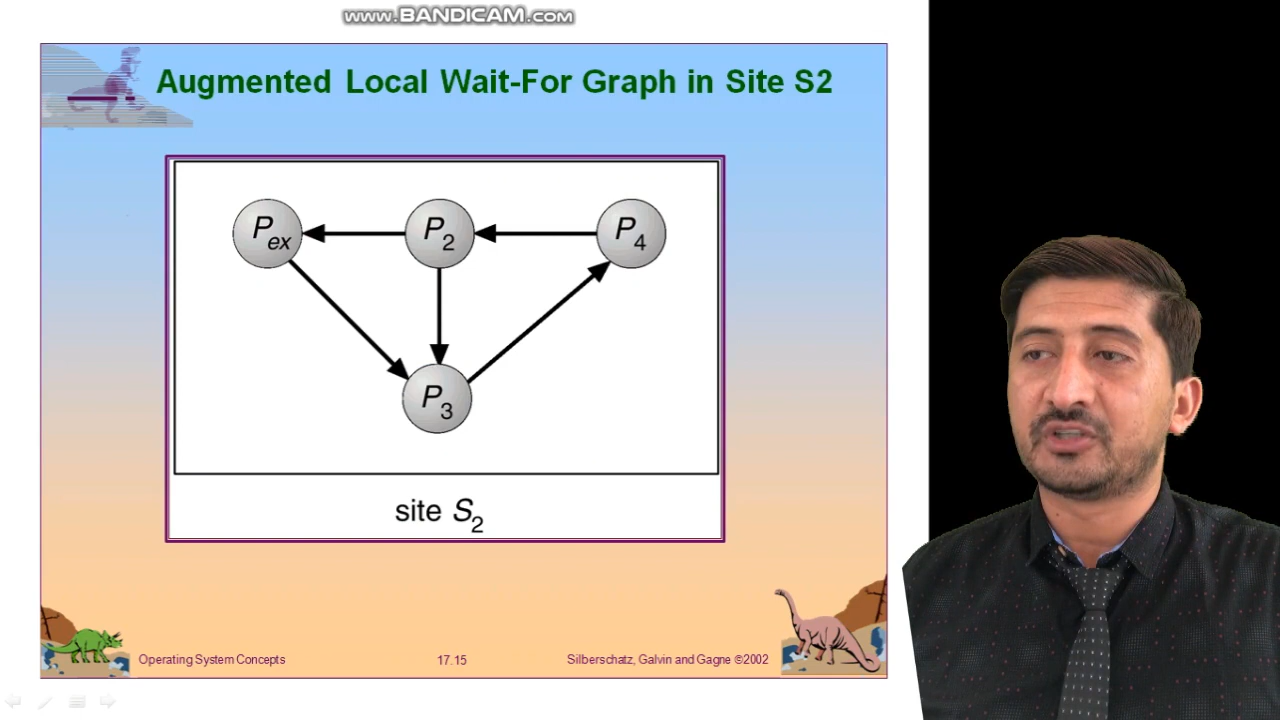 www.BANDICAM.com
Augmented Local Wait-For Graph in Site S2
Pex
P2
P4
P3
site S2
Operating System Concepts
17.15
Silberschatz, Galvin and Gagne ©2002